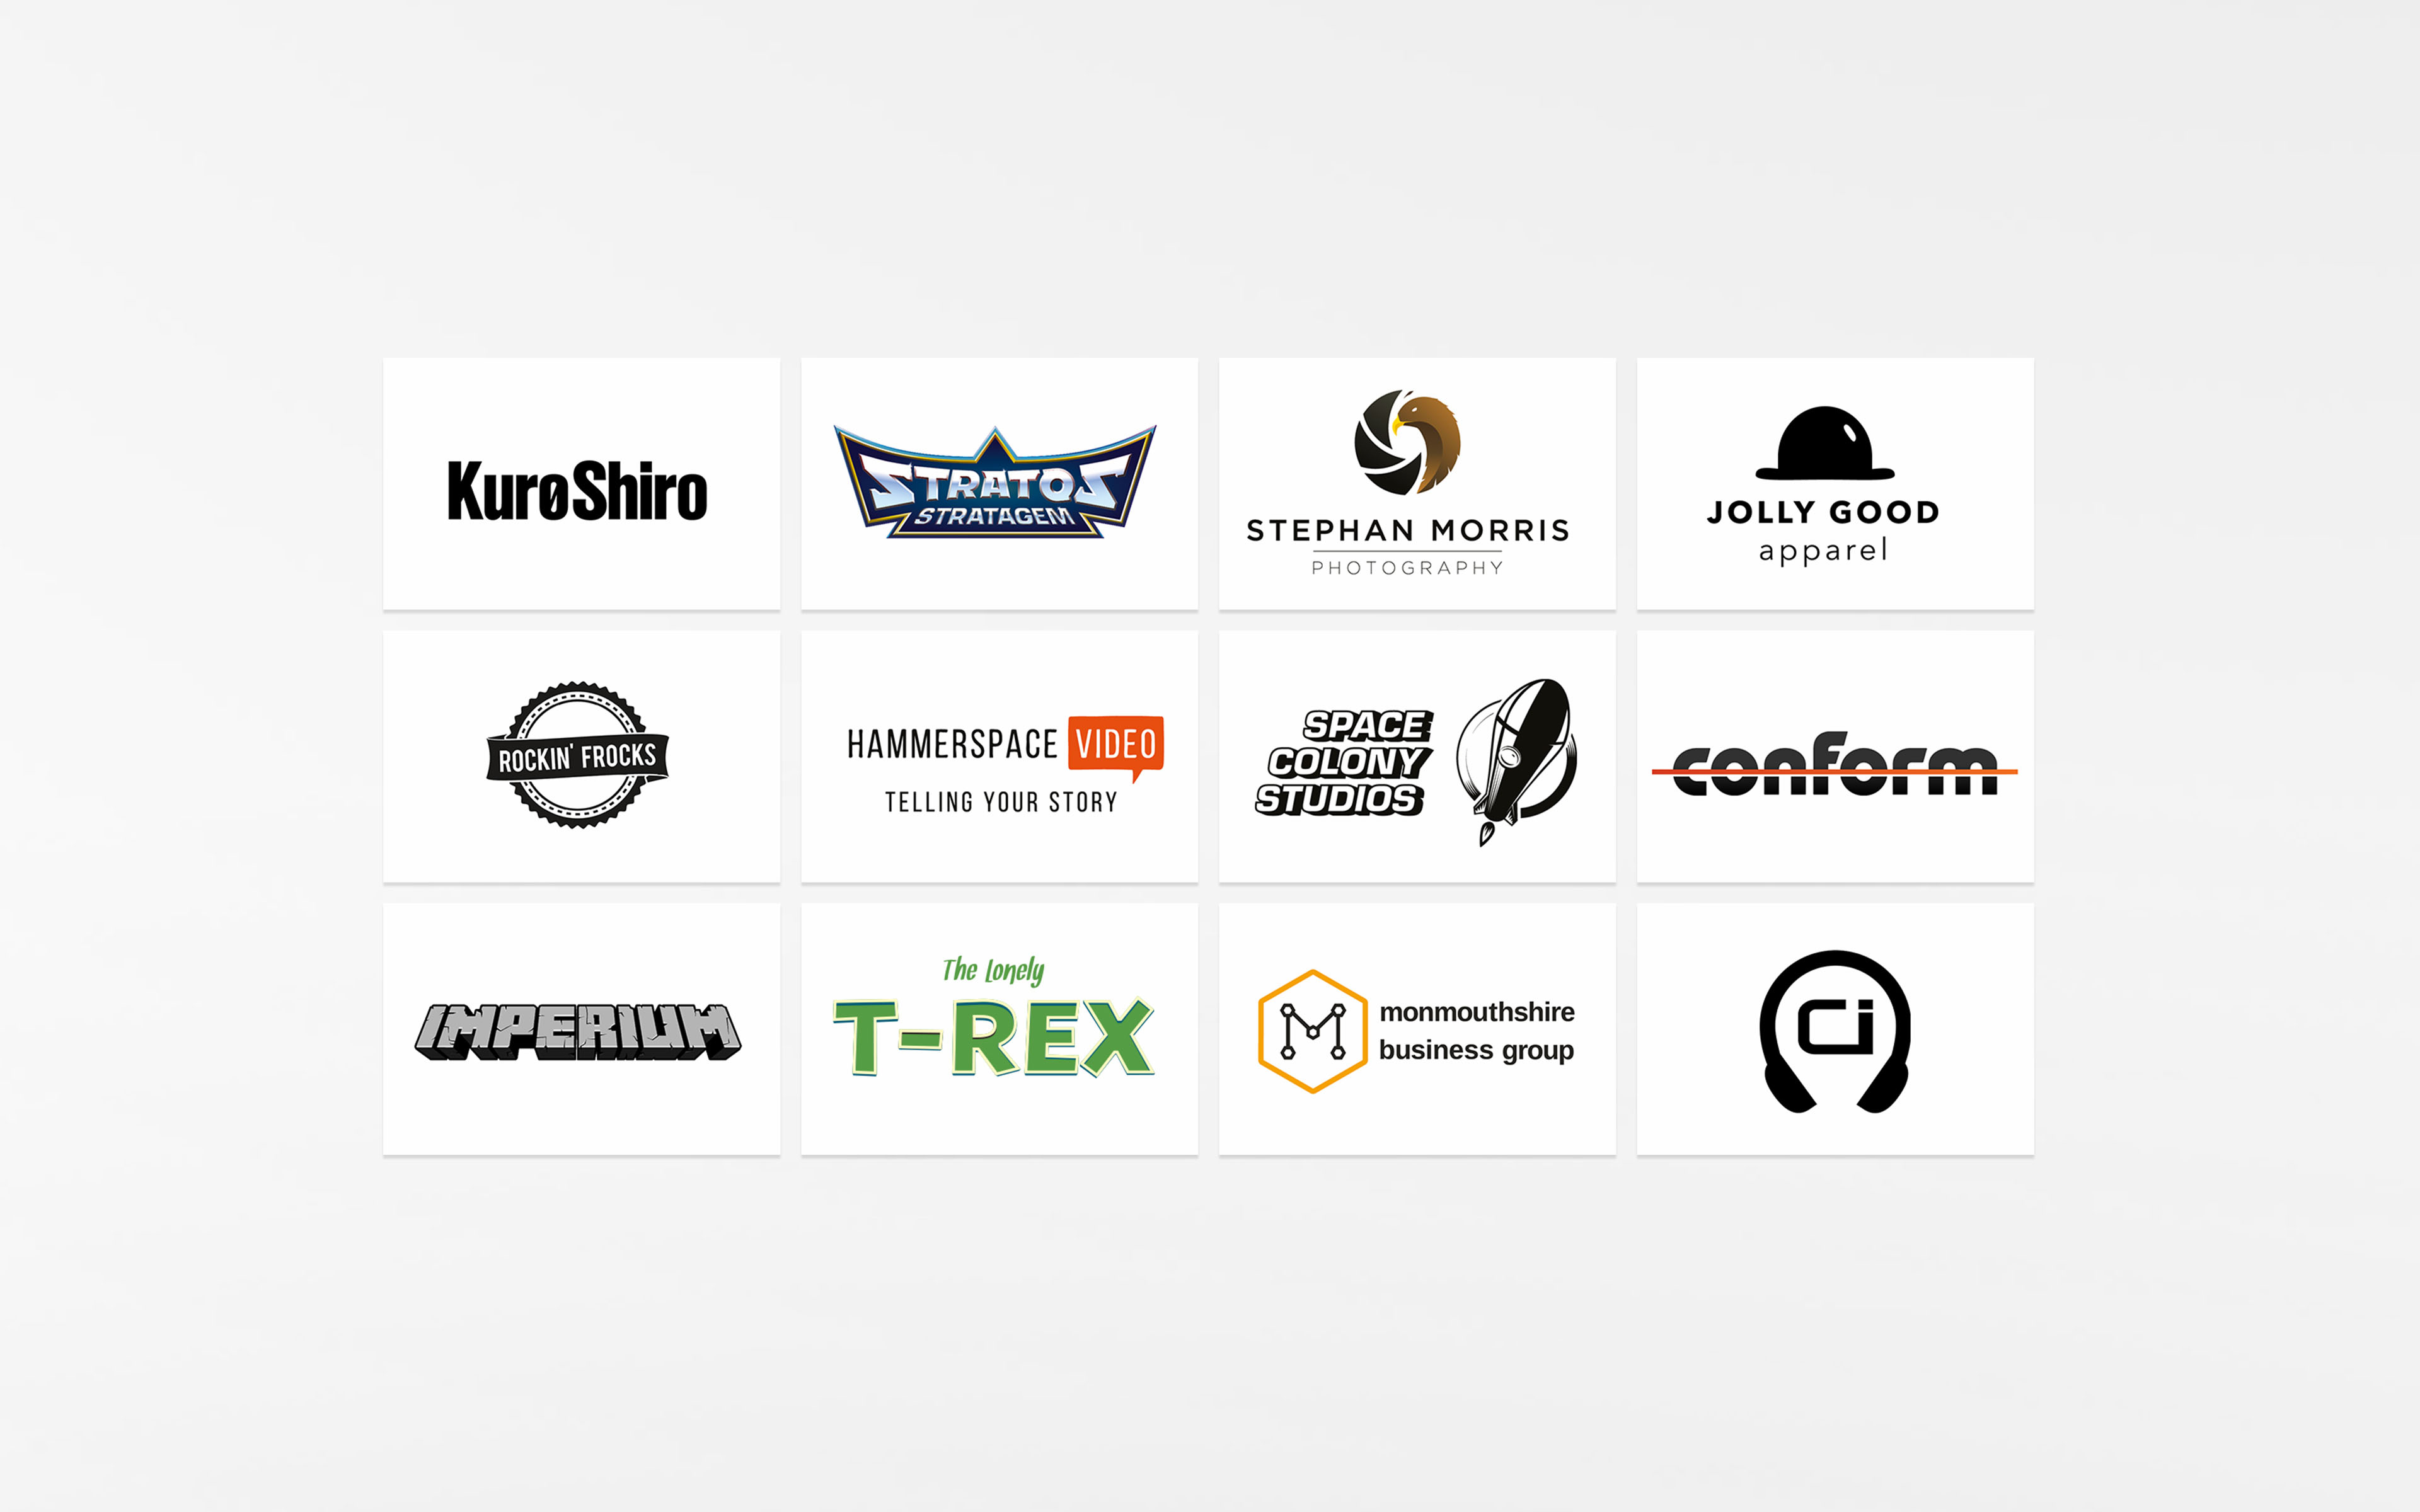 KurøShiro
STRATOS
STRATAGEM
STEPHAN MORRIS
PHOTOGRAPHY
JOLLY GOOD
apparel
ROCKIN' FROCKS
HAMMERSPACE VIDEO
TELLING YOUR STORY
SPACE
COLONY
STUDIOS
conform
IMPERIUM
The Lonely
T-REX
monmouthshire
business group
Ci